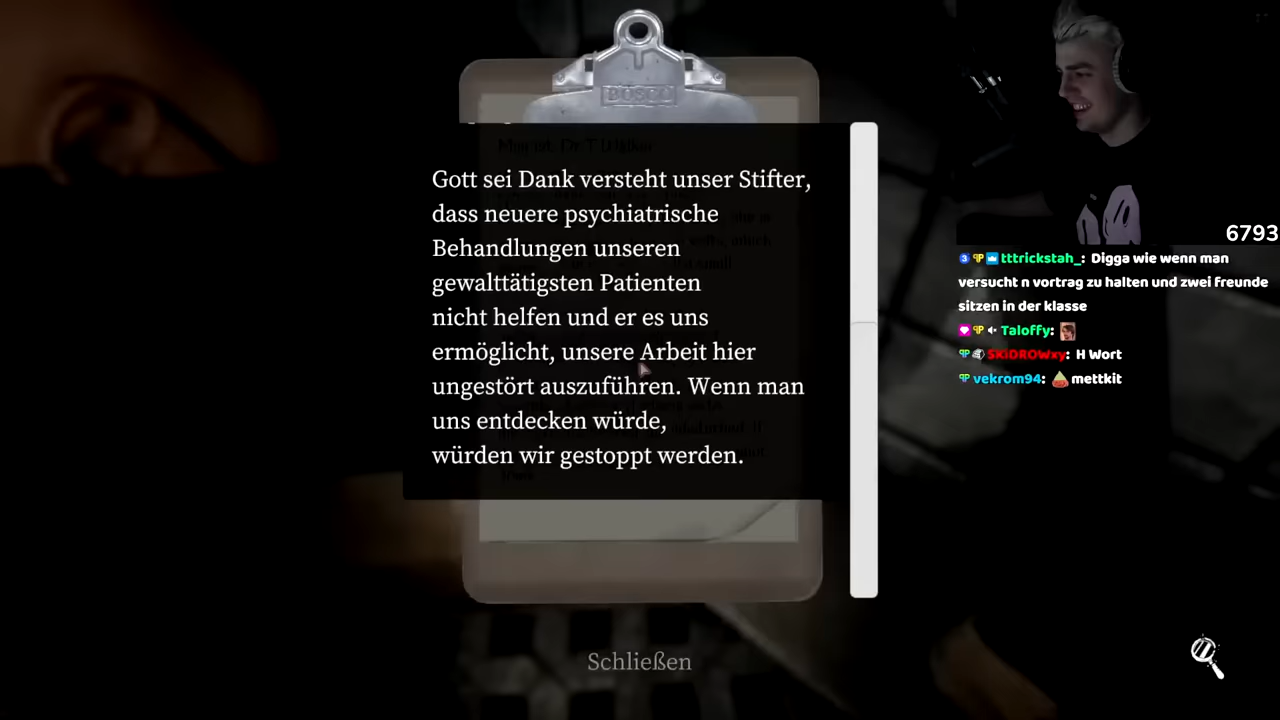 BOSCO
Gott sei Dank versteht unser Stifter,
dass neuere psychiatrische
Behandlungen unseren
gewalttätigsten Patienten
nicht helfen und er es uns
ermöglicht, unsere Arbeit hier
ungestört auszuführen. Wenn man
uns entdecken würde,
würden wir gestoppt werden.
Schließen
6793
tttrickstah_: Digga wie wenn man
versucht n vortrag zu halten und zwei freunde
sitzen in der klasse
Taloffy:
SKiDROWxy: H Wort
vekrom94: mettkit